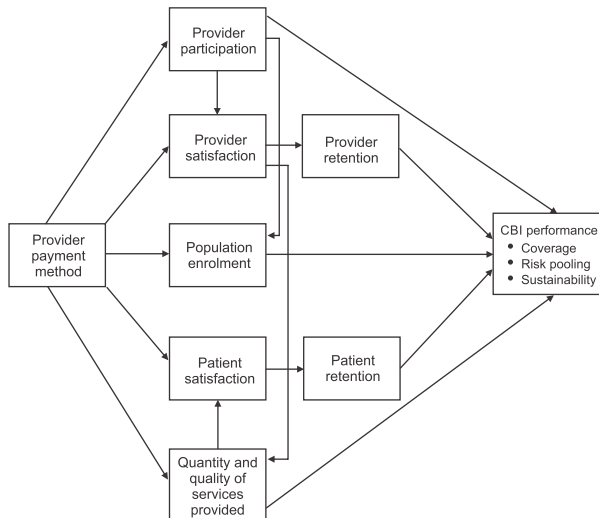 Provider
participation
Provider
satisfaction
Provider
retention
Provider
payment
method
Population
enrolment
CBI performance
• Coverage
• Risk pooling
• Sustainability
Patient
satisfaction
Patient
retention
Quantity and
quality of
services
provided